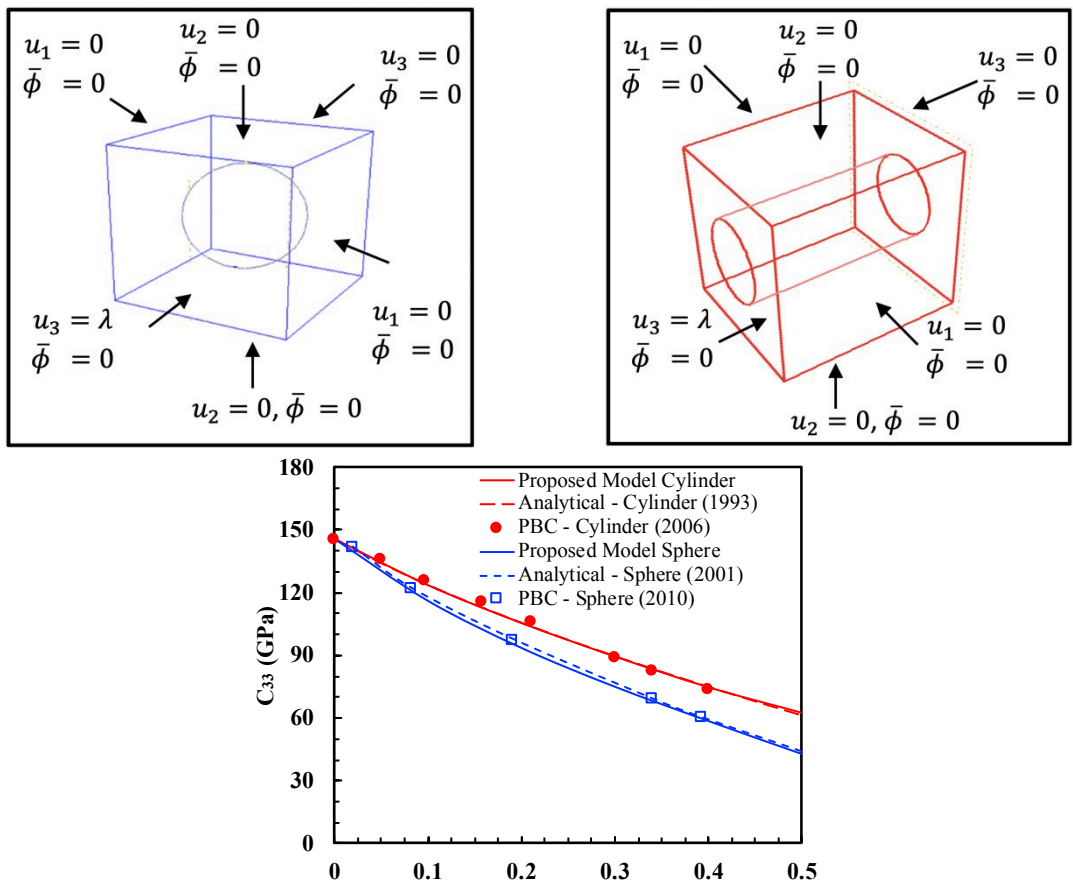 u₁ = 0
ϕ̄ = 0
u₂ = 0
ϕ̄ = 0
u₃ = 0
ϕ̄ = 0
u₃ = λ
ϕ̄ = 0
u₁ = 0
ϕ̄ = 0
u₂ = 0, ϕ̄ = 0
u₁ = 0
ϕ̄ = 0
u₂ = 0
ϕ̄ = 0
u₃ = 0
ϕ̄ = 0
u₃ = λ
ϕ̄ = 0
u₁ = 0
ϕ̄ = 0
u₂ = 0, ϕ̄ = 0
180
150
120
90
60
30
0
C₃₃ (GPa)
Proposed Model Cylinder
Analytical - Cylinder (1993)
PBC - Cylinder (2006)
Proposed Model Sphere
Analytical - Sphere (2001)
PBC - Sphere (2010)
0 0.1 0.2 0.3 0.4 0.5